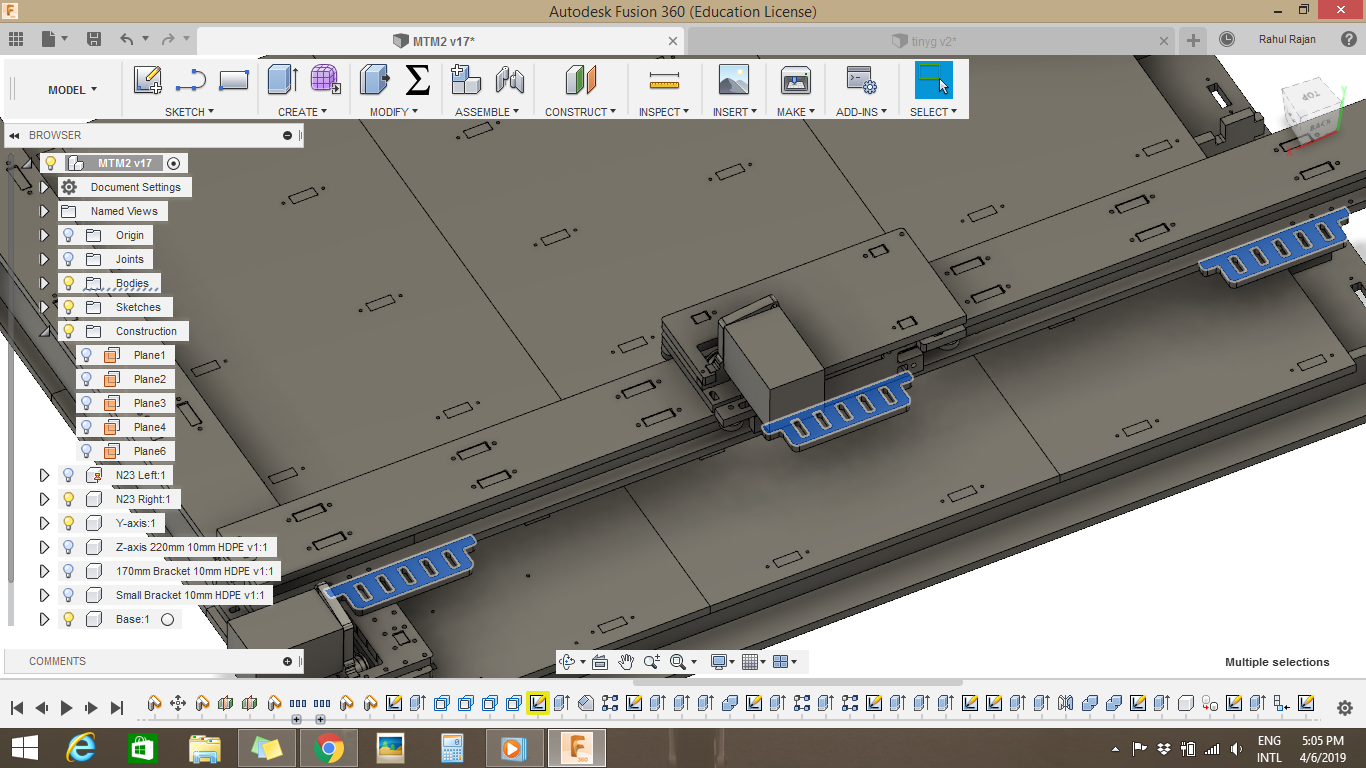 Autodesk Fusion 360 (Education License)
MTM2 v17*
tinyg v2*
Rahul Rajan
MODEL
SKETCH
CREATE
MODIFY
ASSEMBLE
CONSTRUCT
INSPECT
INSERT
MAKE
ADD-INS
SELECT
TOP
BACK
BROWSER
MTM2 v17
Document Settings
Named Views
Origin
Joints
Bodies
Sketches
Construction
Plane1
Plane2
Plane3
Plane4
Plane6
N23 Left:1
N23 Right:1
Y-axis:1
Z-axis 220mm 10mm HDPE v1:1
170mm Bracket 10mm HDPE v1:1
Small Bracket 10mm HDPE v1:1
Base:1
COMMENTS
Multiple selections
ENG
INTL
5:05 PM
4/6/2019